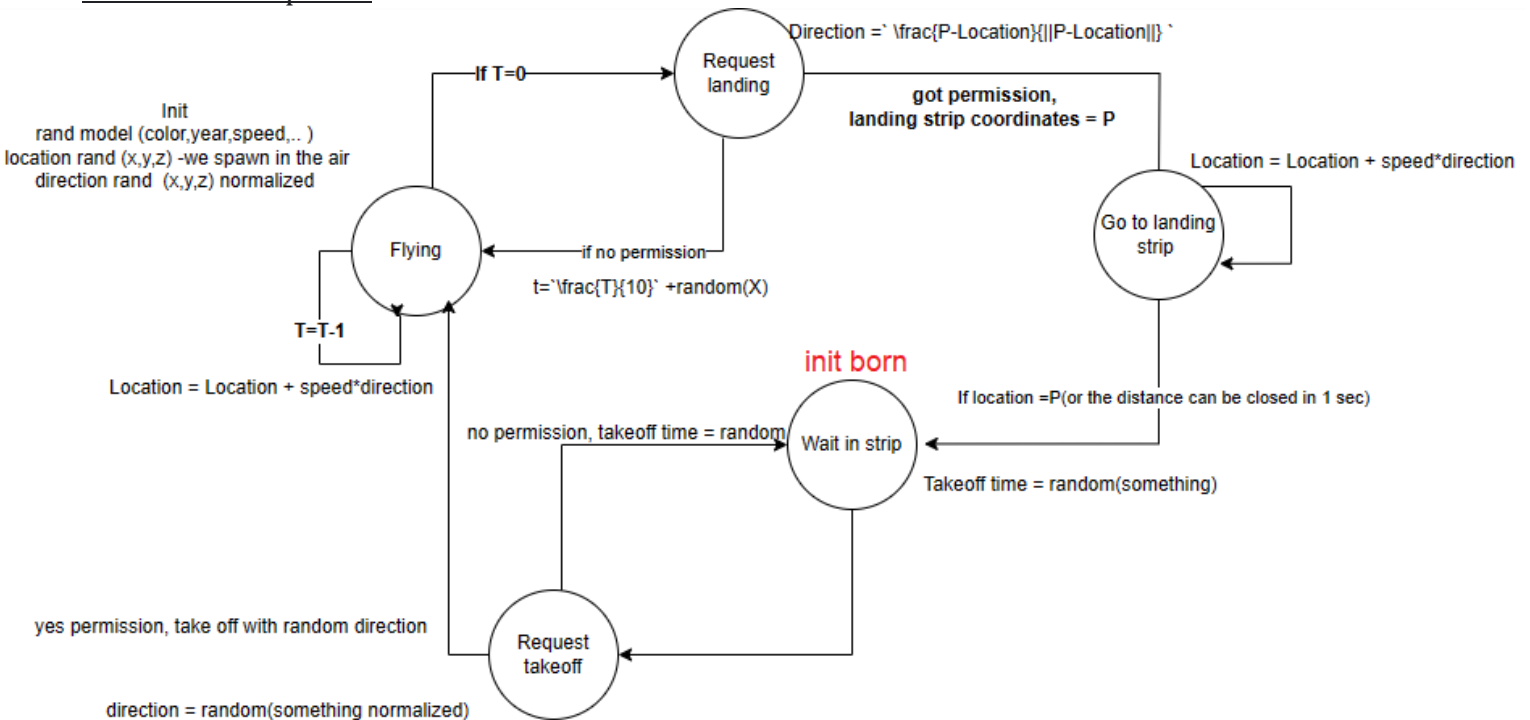 Direction =` \frac{P-Location}{||P-Location||} `
Request
landing
If T=0
got permission,
landing strip coordinates = P
Init
rand model (color,year,speed,.. )
location rand (x,y,z) -we spawn in the air
direction rand  (x,y,z) normalized
Location = Location + speed*direction
Go to landing
strip
Flying
if no permission
t=`\frac{T}{10}` +random(X)
T=T-1
Location = Location + speed*direction
init born
If location =P(or the distance can be closed in 1 sec)
no permission, takeoff time = random
Wait in strip
Takeoff time = random(something)
yes permission, take off with random direction
Request
takeoff
direction = random(something normalized)